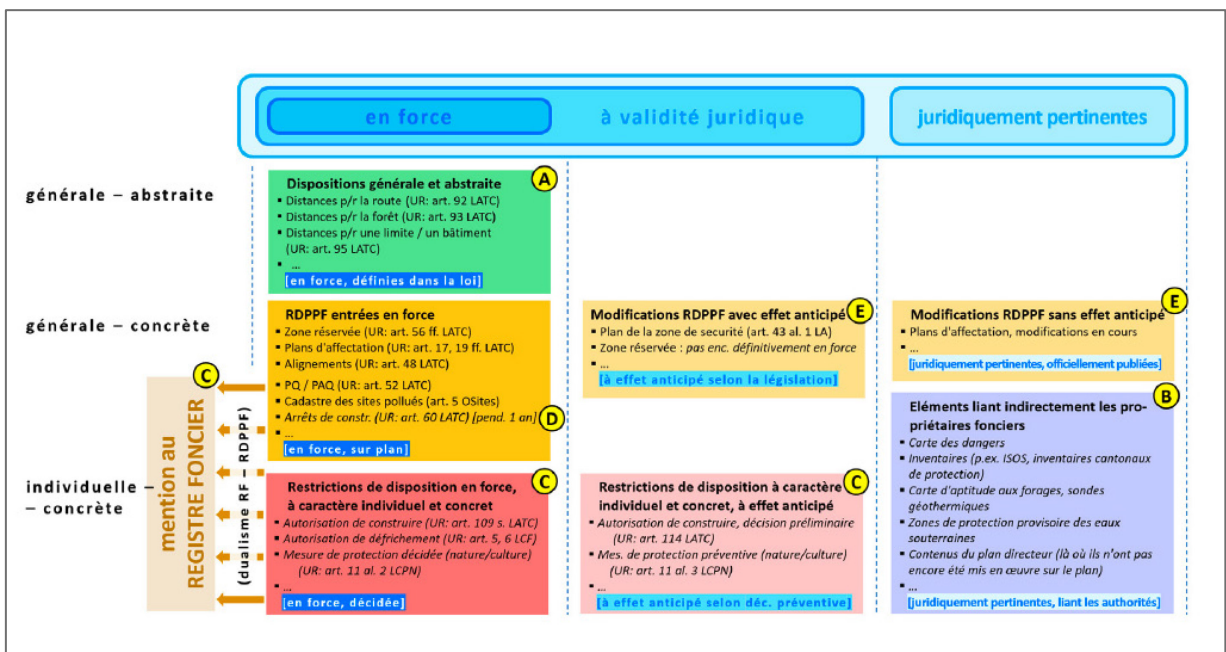 en force
à validité juridique
juridiquement pertinentes
générale – abstraite
A
Dispositions générale et abstraite
▪ Distances p/r la route (UR: art. 92 LATC)
▪ Distances p/r la forêt (UR: art. 93 LATC)
▪ Distances p/r une limite / un bâtiment
(UR: art. 95 LATC)
▪ ...
[en force, définies dans la loi]
générale – concrète
RDPPF entrées en force
▪ Zone réservée (UR: art. 56 ff. LATC)
▪ Plans d'affectation (UR: art. 17, 19 ff. LATC)
▪ Alignements (UR: art. 48 LATC)
▪ PQ / PAQ (UR: art. 52 LATC)
▪ Cadastre des sites pollués (art. 5 OSites)
▪ Arrêts de constr. (UR: art. 60 LATC) [pend. 1 an]
D
▪ ...
[en force, sur plan]
E
Modifications RDPPF avec effet anticipé
▪ Plan de la zone de securité (art. 43 al. 1 LA)
▪ Zone réservée : pas enc. définitivement en force
▪ ...
[à effet anticipé selon la législation]
E
Modifications RDPPF sans effet anticipé
▪ Plans d'affectation, modifications en cours
▪ ...
[juridiquement pertinentes, officiellement publiées]
B
Eléments liant indirectement les pro-
priétaires fonciers
▪ Carte des dangers
▪ Inventaires (p.ex. ISOS, inventaires cantonaux
de protection)
▪ Carte d'aptitude aux forages, sondes
géothermiques
▪ Zones de protection provisoire des eaux
souterraines
▪ Contenus du plan directeur (là où ils n'ont pas
encore été mis en œuvre sur le plan)
▪ ...
[juridiquement pertinentes, liant les authorités]
C
mention au
REGISTRE FONCIER
(dualisme RF – RDPPF)
individuelle –
– concrète
C
Restrictions de disposition en force,
à caractère individuel et concret
▪ Autorisation de construire (UR: art. 109 s. LATC)
▪ Autorisation de défrichement (UR: art. 5, 6 LCF)
▪ Mesure de protection décidée (nature/culture)
(UR: art. 11 al. 2 LCPN)
▪ ...
[en force, décidée]
C
Restrictions de disposition à caractère
individuel et concret, à effet anticipé
▪ Autorisation de construire, décision préliminaire
(UR: art. 114 LATC)
▪ Mes. de protection préventive (nature/culture)
(UR: art. 11 al. 3 LCPN)
▪ ...
[à effet anticipé selon déc. préventive]